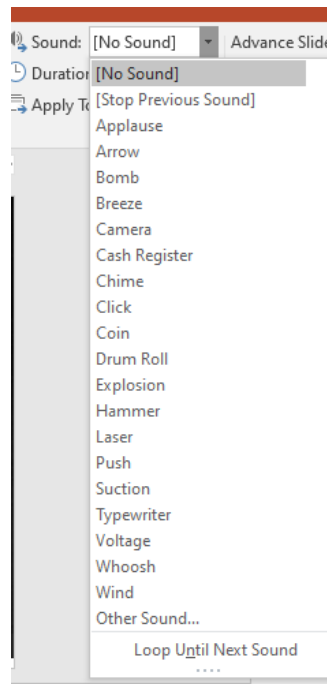 Sound: [No Sound] Advance Slide
Duration
Apply To
[No Sound]
[Stop Previous Sound]
Applause
Arrow
Bomb
Breeze
Camera
Cash Register
Chime
Click
Coin
Drum Roll
Explosion
Hammer
Laser
Push
Suction
Typewriter
Voltage
Whoosh
Wind
Other Sound...
Loop Until Next Sound